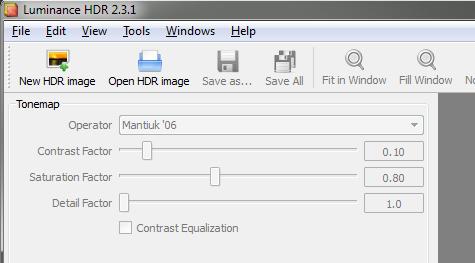 Luminance HDR 2.3.1
File Edit View Tools Windows Help
New HDR image Open HDR image Save as... Save All Fit in Window Fill Window
Tonemap
Operator Mantiuk '06
Contrast Factor 0.10
Saturation Factor 0.80
Detail Factor 1.0
Contrast Equalization